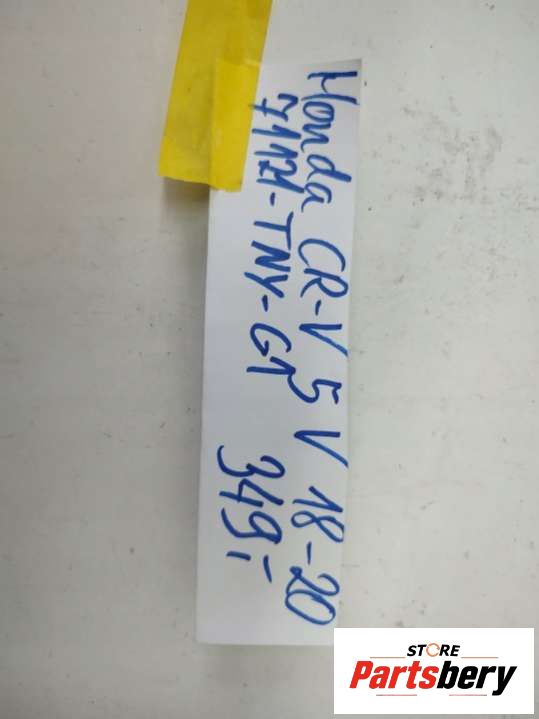 Honda CR-V 5 V 18-20
71121-TNY-G1
349,-
STORE
Partsbery